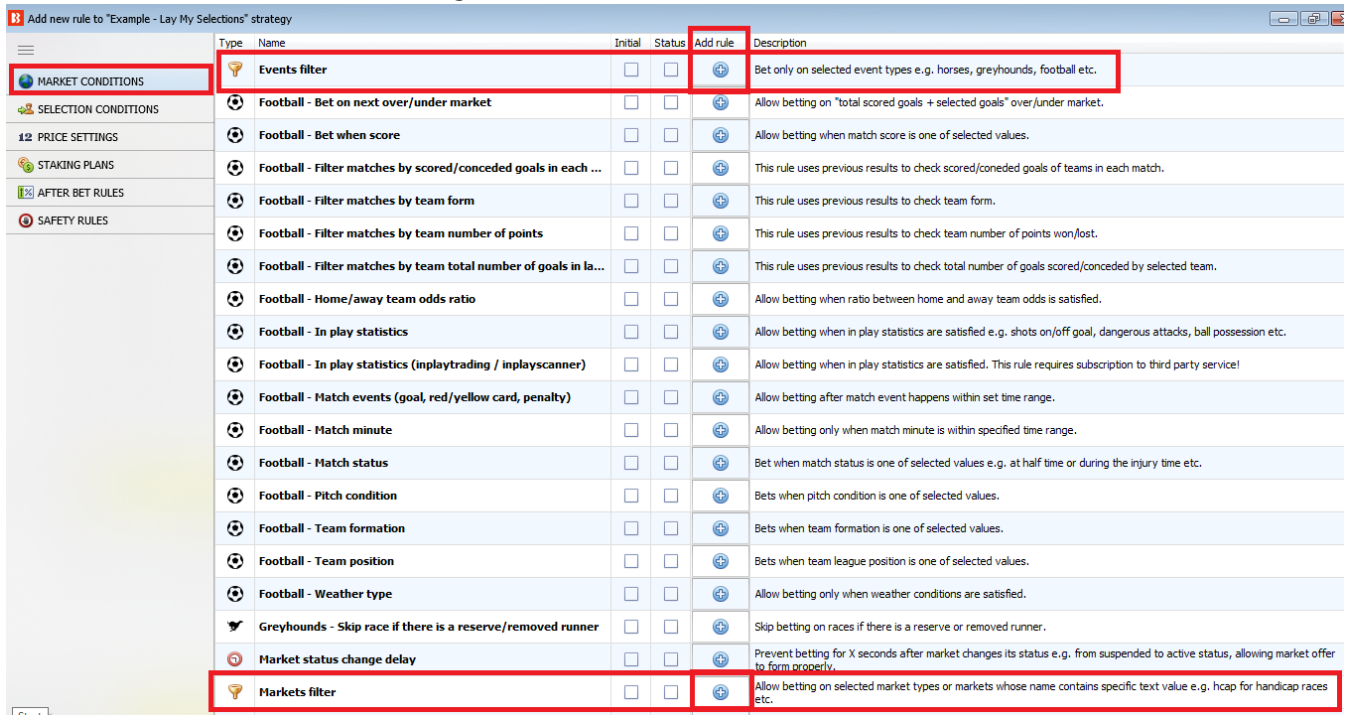 Add new rule to "Example - Lay My Selections" strategy
Type Name Initial Status Add rule Description
MARKET CONDITIONS
SELECTION CONDITIONS
12 PRICE SETTINGS
STAKING PLANS
AFTER BET RULES
SAFETY RULES
Events filter Bet only on selected event types e.g. horses, greyhounds, football etc.
Football - Bet on next over/under market Allow betting on "total scored goals + selected goals" over/under market.
Football - Bet when score Allow betting when match score is one of selected values.
Football - Filter matches by scored/conceded goals in each ... This rule uses previous results to check scored/coneded goals of teams in each match.
Football - Filter matches by team form This rule uses previous results to check team form.
Football - Filter matches by team number of points This rule uses previous results to check team number of points won/lost.
Football - Filter matches by team total number of goals in la... This rule uses previous results to check total number of goals scored/conceded by selected team.
Football - Home/away team odds ratio Allow betting when ratio between home and away team odds is satisfied.
Football - In play statistics Allow betting when in play statistics are satisfied e.g. shots on/off goal, dangerous attacks, ball possession etc.
Football - In play statistics (inplaytrading / inplayscanner) Allow betting when in play statistics are satisfied. This rule requires subscription to third party service!
Football - Match events (goal, red/yellow card, penalty) Allow betting after match event happens within set time range.
Football - Match minute Allow betting only when match minute is within specified time range.
Football - Match status Bet when match status is one of selected values e.g. at half time or during the injury time etc.
Football - Pitch condition Bets when pitch condition is one of selected values.
Football - Team formation Bets when team formation is one of selected values.
Football - Team position Bets when team league position is one of selected values.
Football - Weather type Allow betting only when weather conditions are satisfied.
Greyhounds - Skip race if there is a reserve/removed runner Skip betting on races if there is a reserve or removed runner.
Market status change delay Prevent betting for X seconds after market changes its status e.g. from suspended to active status, allowing market offer
to form properly.
Markets filter Allow betting on selected market types or markets whose name contains specific text value e.g. hcap for handicap races
etc.